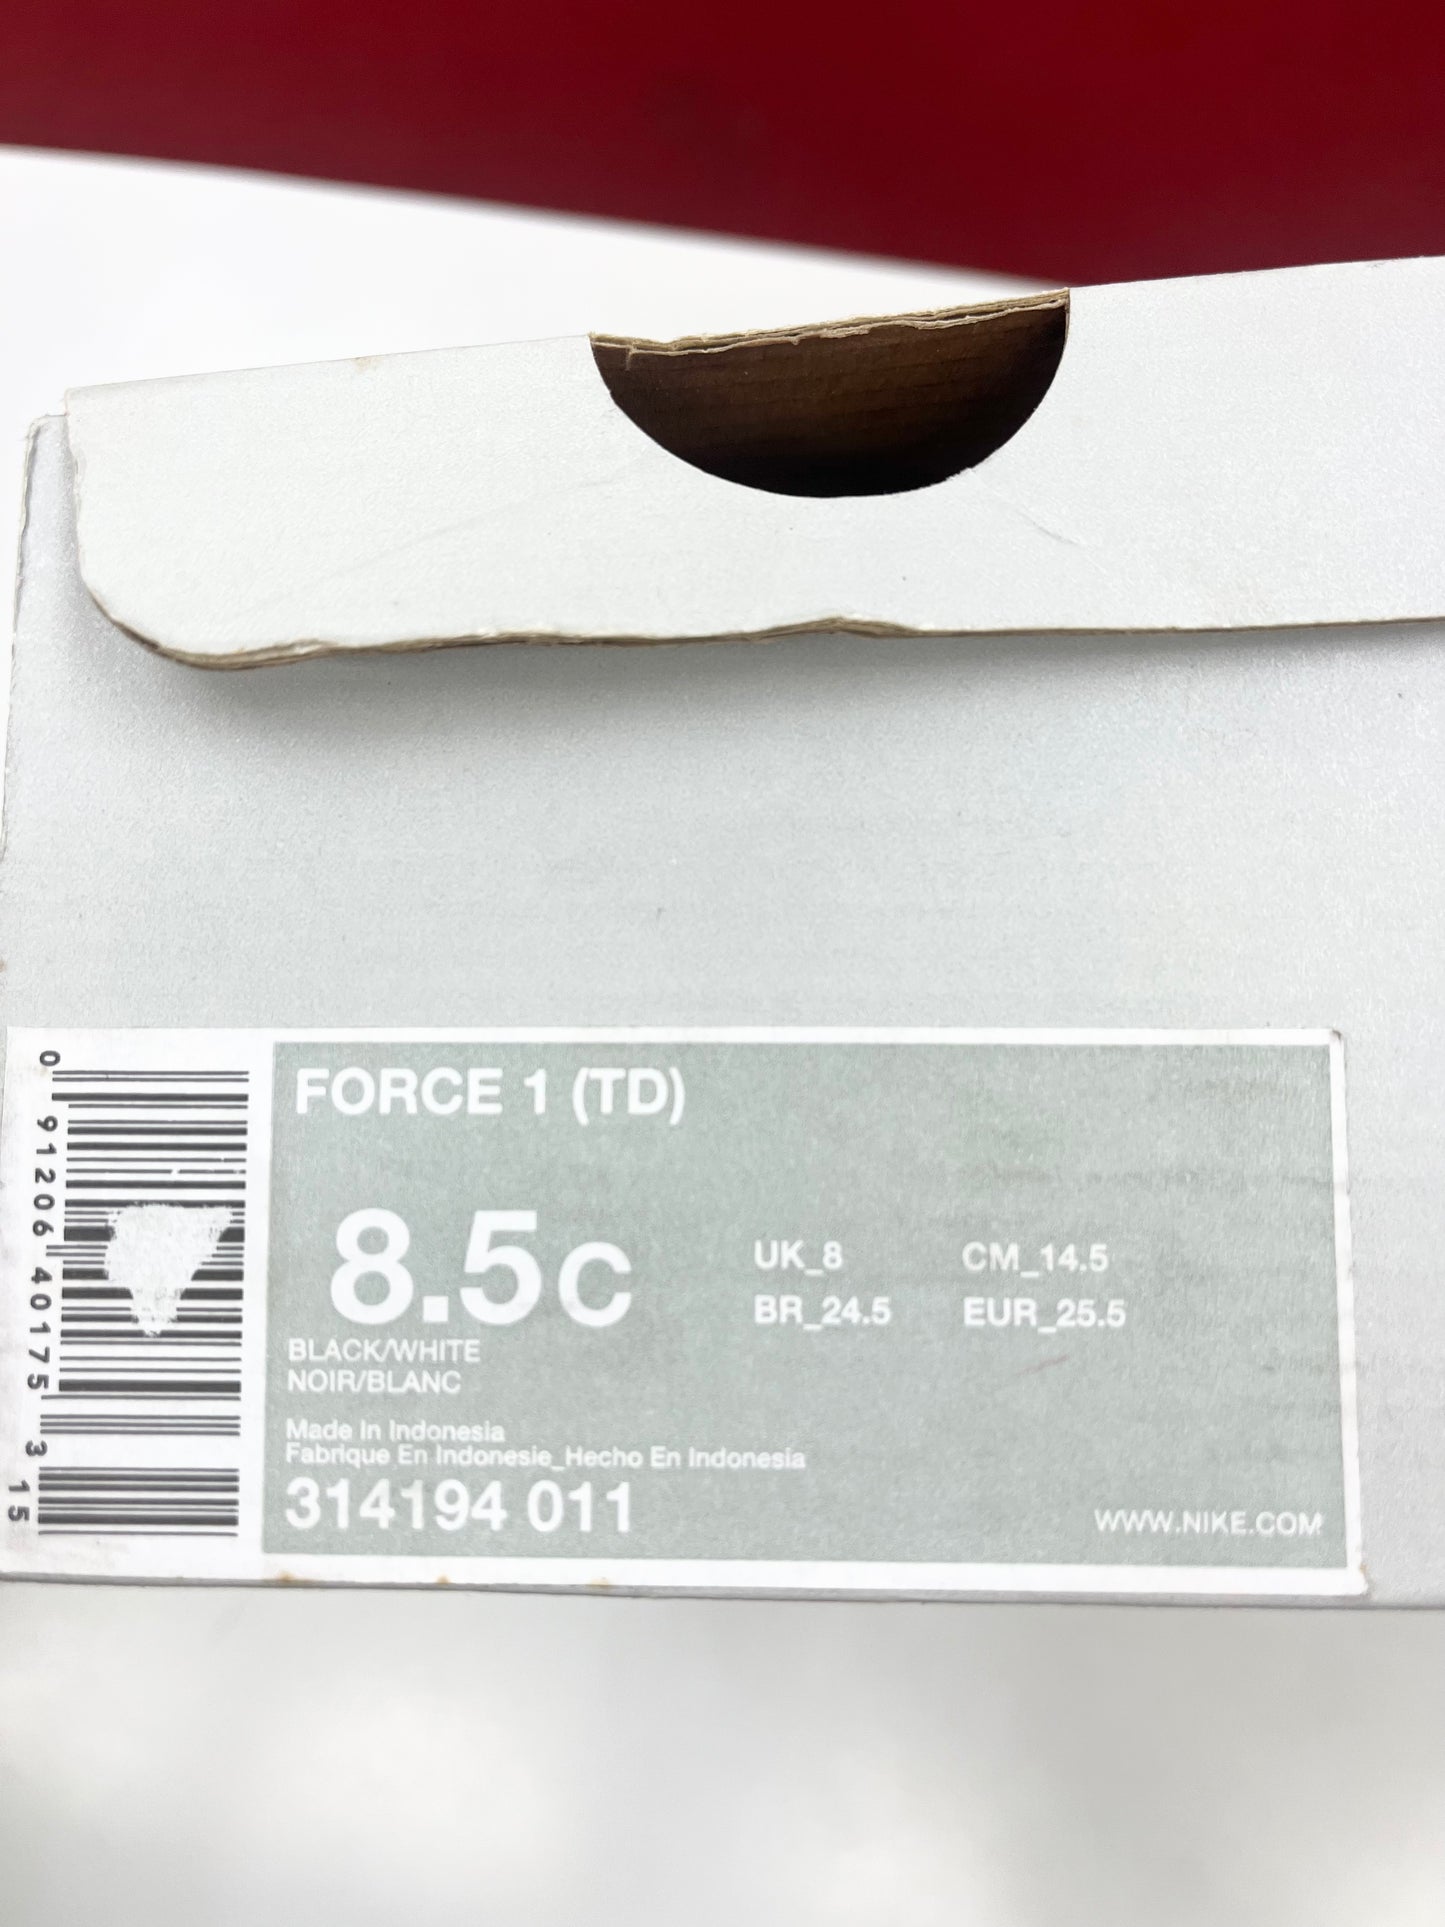 FORCE 1 (TD)
8.5C
UK_8 CM_14.5
BR_24.5 EUR_25.5
BLACK/WHITE
NOIR/BLANC
Made In Indonesia
Fabrique En Indonesie_Hecho En Indonesia
314194 011
WWW.NIKE.COM
0 91206 40175 3 15